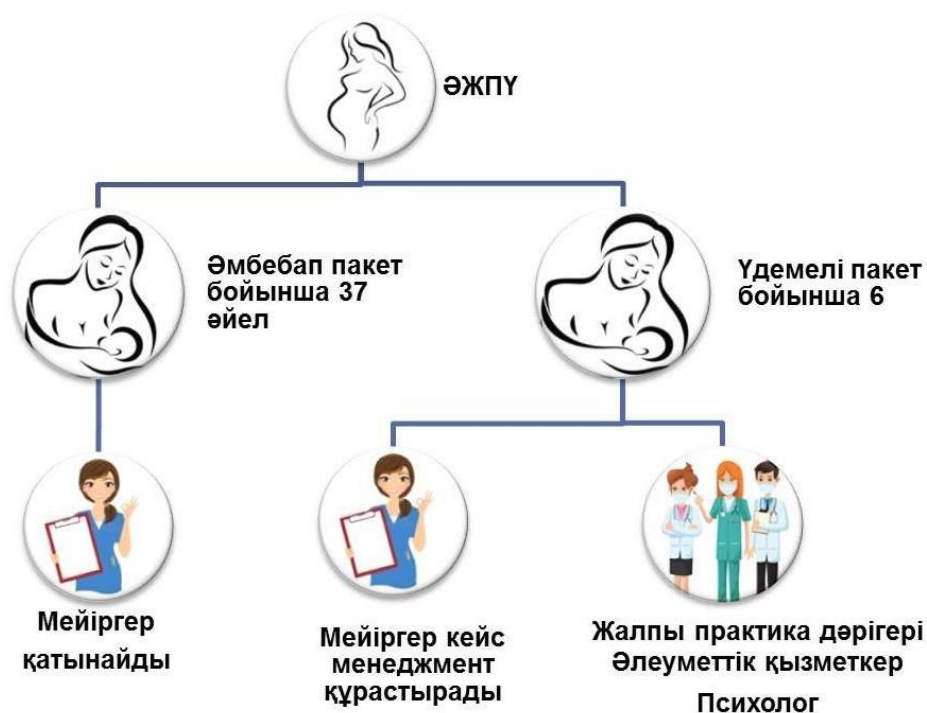 ӘЖПҮ
Әмбебап пакет
бойынша 37
әйел
Үдемелі пакет
бойынша 6
Мейіргер
қатынайды
Мейіргер кейс
менеджмент
құрастырады
Жалпы практика дәрігері
Әлеуметтік қызметкер
Психолог